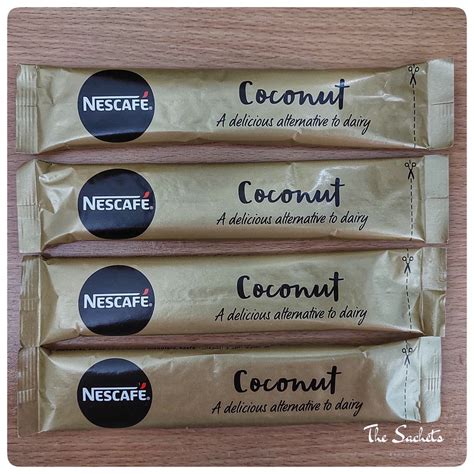 NESCAFÉ®
Coconut
A delicious alternative to dairy
NESCAFÉ®
Coconut
A delicious alternative to dairy
NESCAFÉ®
Coconut
A delicious alternative to dairy
NESCAFÉ®
Coconut
A delicious alternative to dairy
The Sachets